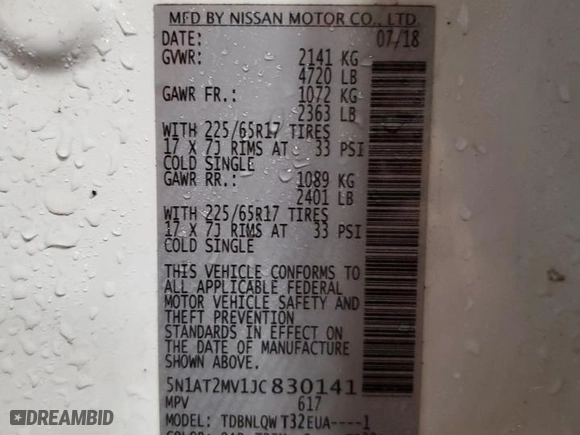 MFD BY NISSAN MOTOR CO., LTD.
DATE: 07/18
GVWR: 2141 KG
4720 LB
GAWR FR.: 1072 KG
2363 LB
WITH 225/65R17 TIRES
17 X 7J RIMS AT 33 PSI
COLD SINGLE
GAWR RR.: 1089 KG
2401 LB
WITH 225/65R17 TIRES
17 X 7J RIMS AT 33 PSI
COLD SINGLE
THIS VEHICLE CONFORMS TO
ALL APPLICABLE FEDERAL
MOTOR VEHICLE SAFETY AND
THEFT PREVENTION
STANDARDS IN EFFECT ON
THE DATE OF MANUFACTURE
SHOWN ABOVE.
5N1AT2MV1JC830141
MPV 617
MODEL: TDBNLQWT32EUA----1
DREAMBID